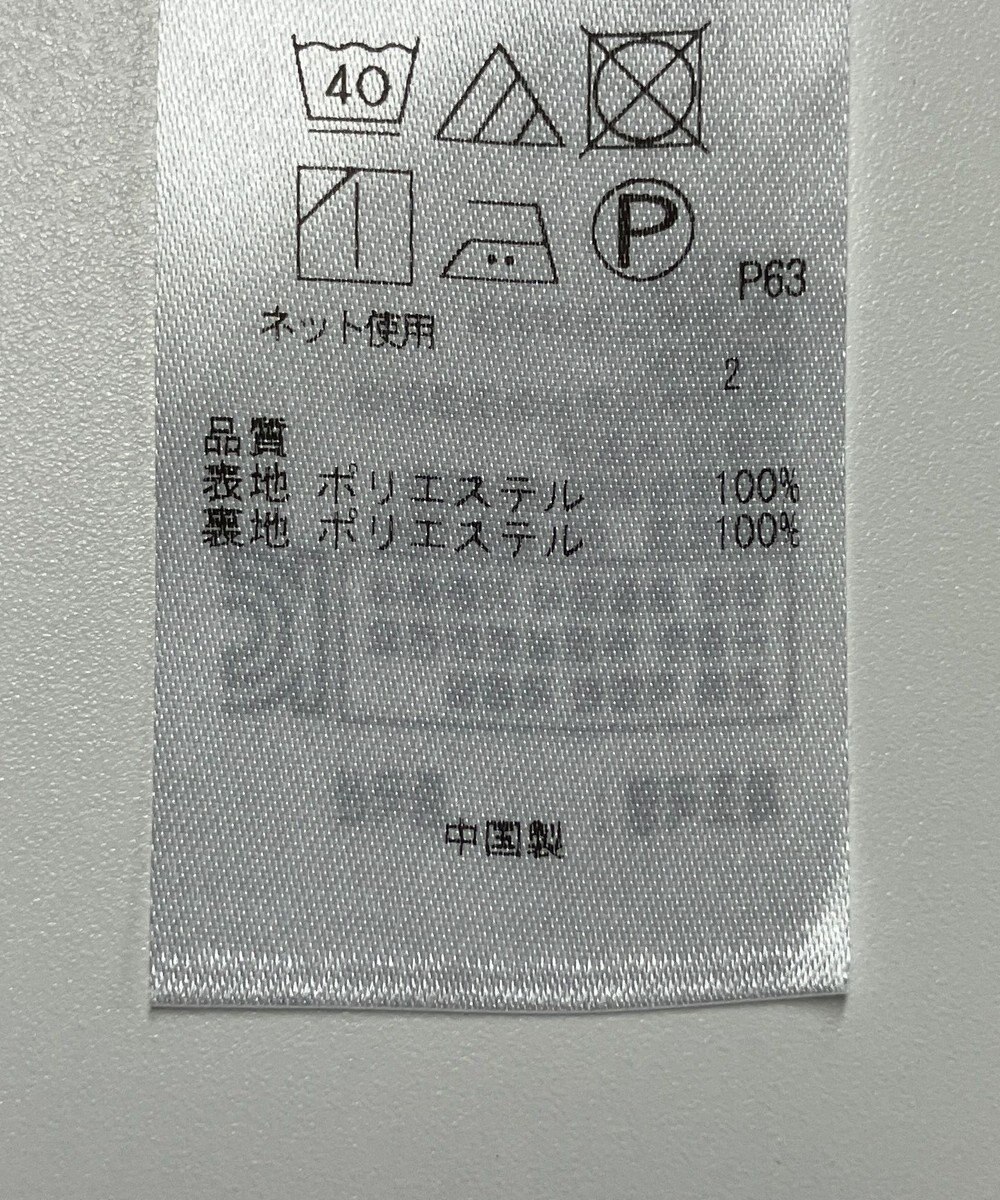 40
P
P63
ネット使用
2
品質
表地 ポリエステル 100%
裏地 ポリエステル 100%
中国製